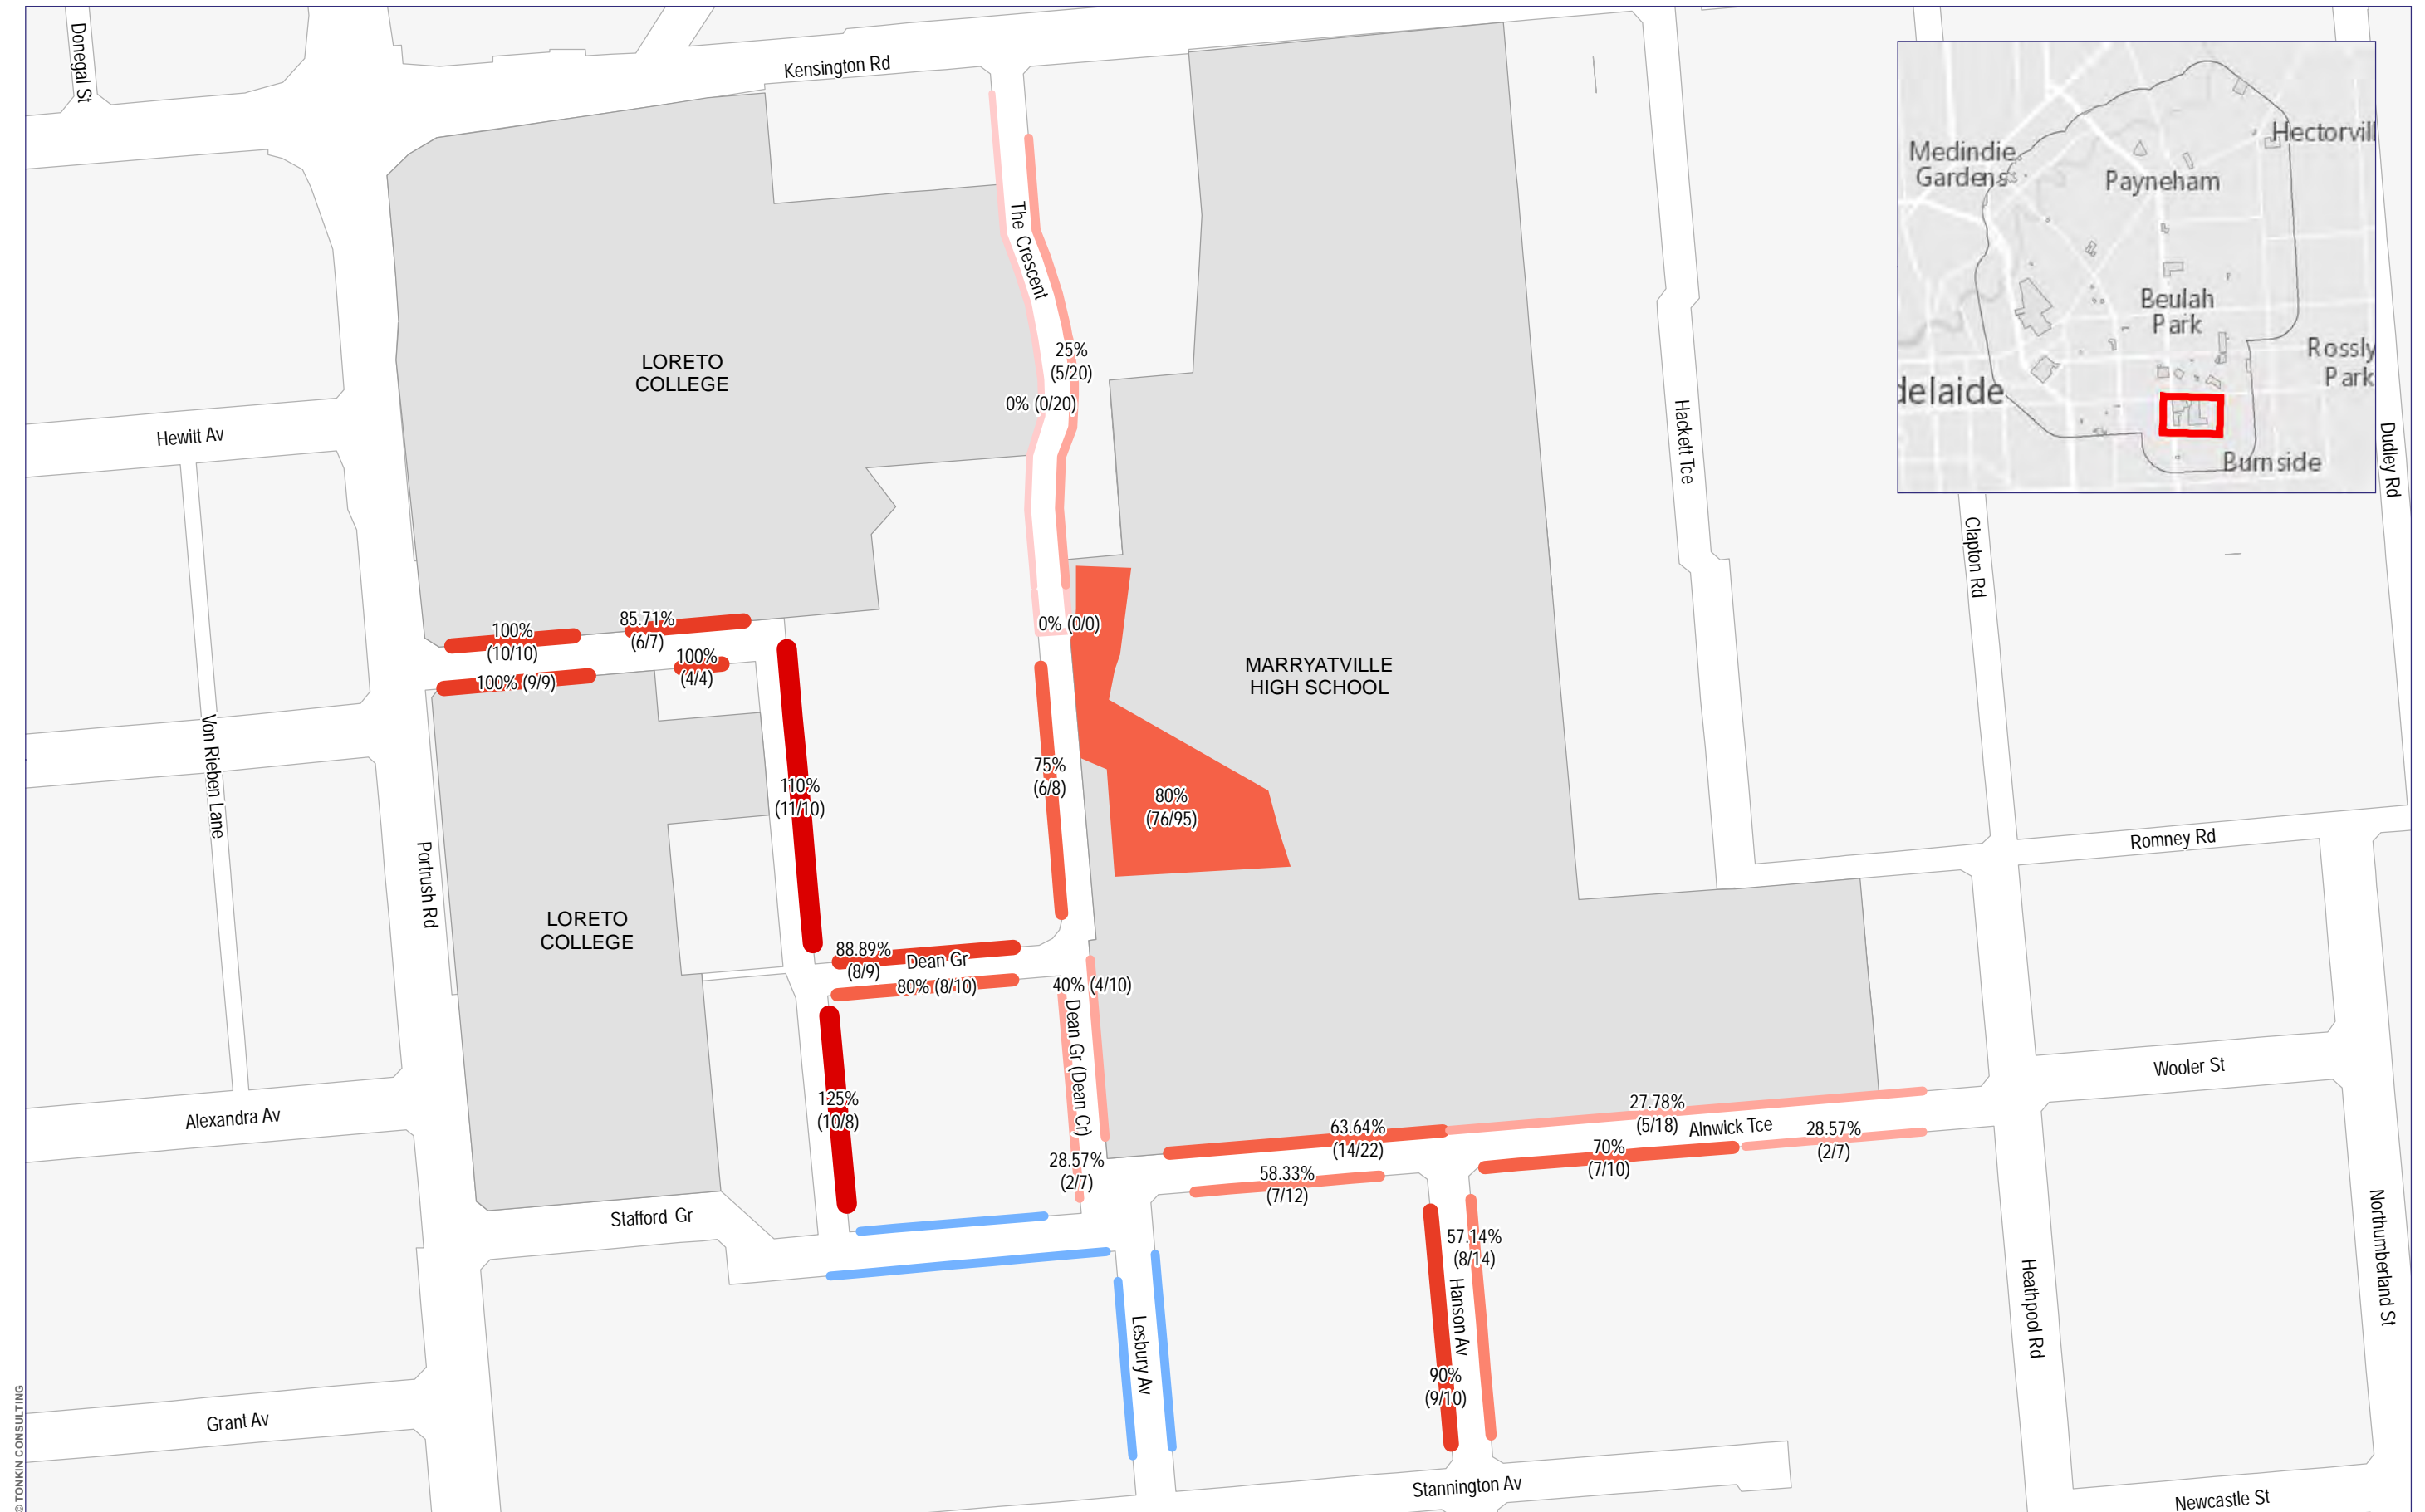 Donegal St
Kensington Rd
Medindie
Gardens
Hectorvill
Payneham
Beulah
Park
Rossly
Park
delaide
Burnside
The Crescent
LORETO
COLLEGE
25%
(5/20)
0% (0/20)
Hackett Tce
Dudley Rd
Hewitt Av
Clapton Rd
100%
(10/10)
85.71%
(6/7)
0% (0/0)
100% (9/9)
100%
(4/4)
MARRYATVILLE
HIGH SCHOOL
Von Rieben Lane
110%
(11/10)
75%
(6/8)
80%
(76/95)
Portrush Rd
Romney Rd
LORETO
COLLEGE
88.89%
(8/9)
Dean Gr
80% (8/10)
40% (4/10)
Dean Gr (Dean Cr)
Wooler St
Alexandra Av
125%
(10/8)
63.64%
(14/22)
27.78%
(5/18)
Alnwick Tce
28.57%
(2/7)
28.57%
(2/7)
58.33%
(7/12)
70%
(7/10)
Stafford Gr
57.14%
(8/14)
Northumberland St
Heathpool Rd
Lesbury Av
Hanson Av
90%
(9/10)
Grant Av
Stannington Av
Newcastle St
© TONKIN CONSULTING